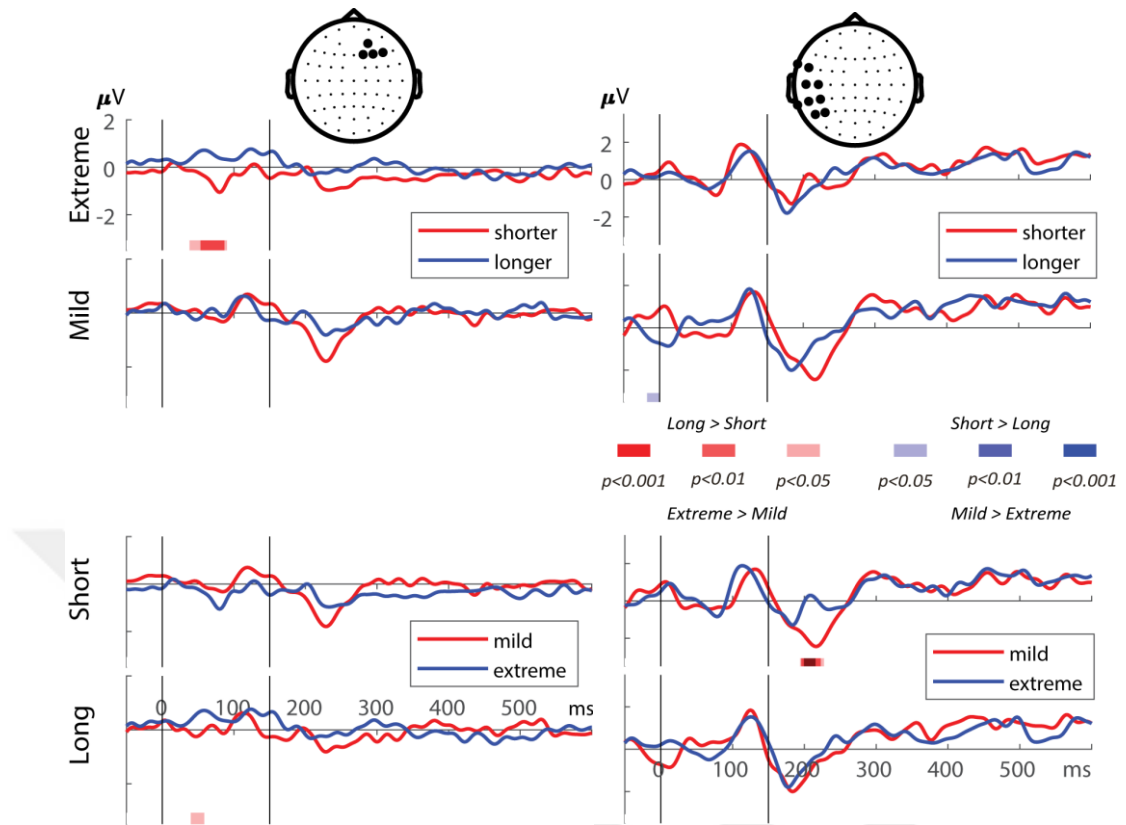 μV
Extreme
2
0
-2
shorter
longer
Mild
μV
2
0
-2
shorter
longer
Long > Short
Short > Long
p<0.001
p<0.01
p<0.05
p<0.05
p<0.01
p<0.001
Extreme > Mild
Mild > Extreme
Short
mild
extreme
Long
0
100
200
300
400
500
ms
mild
extreme
0
100
200
300
400
500
ms